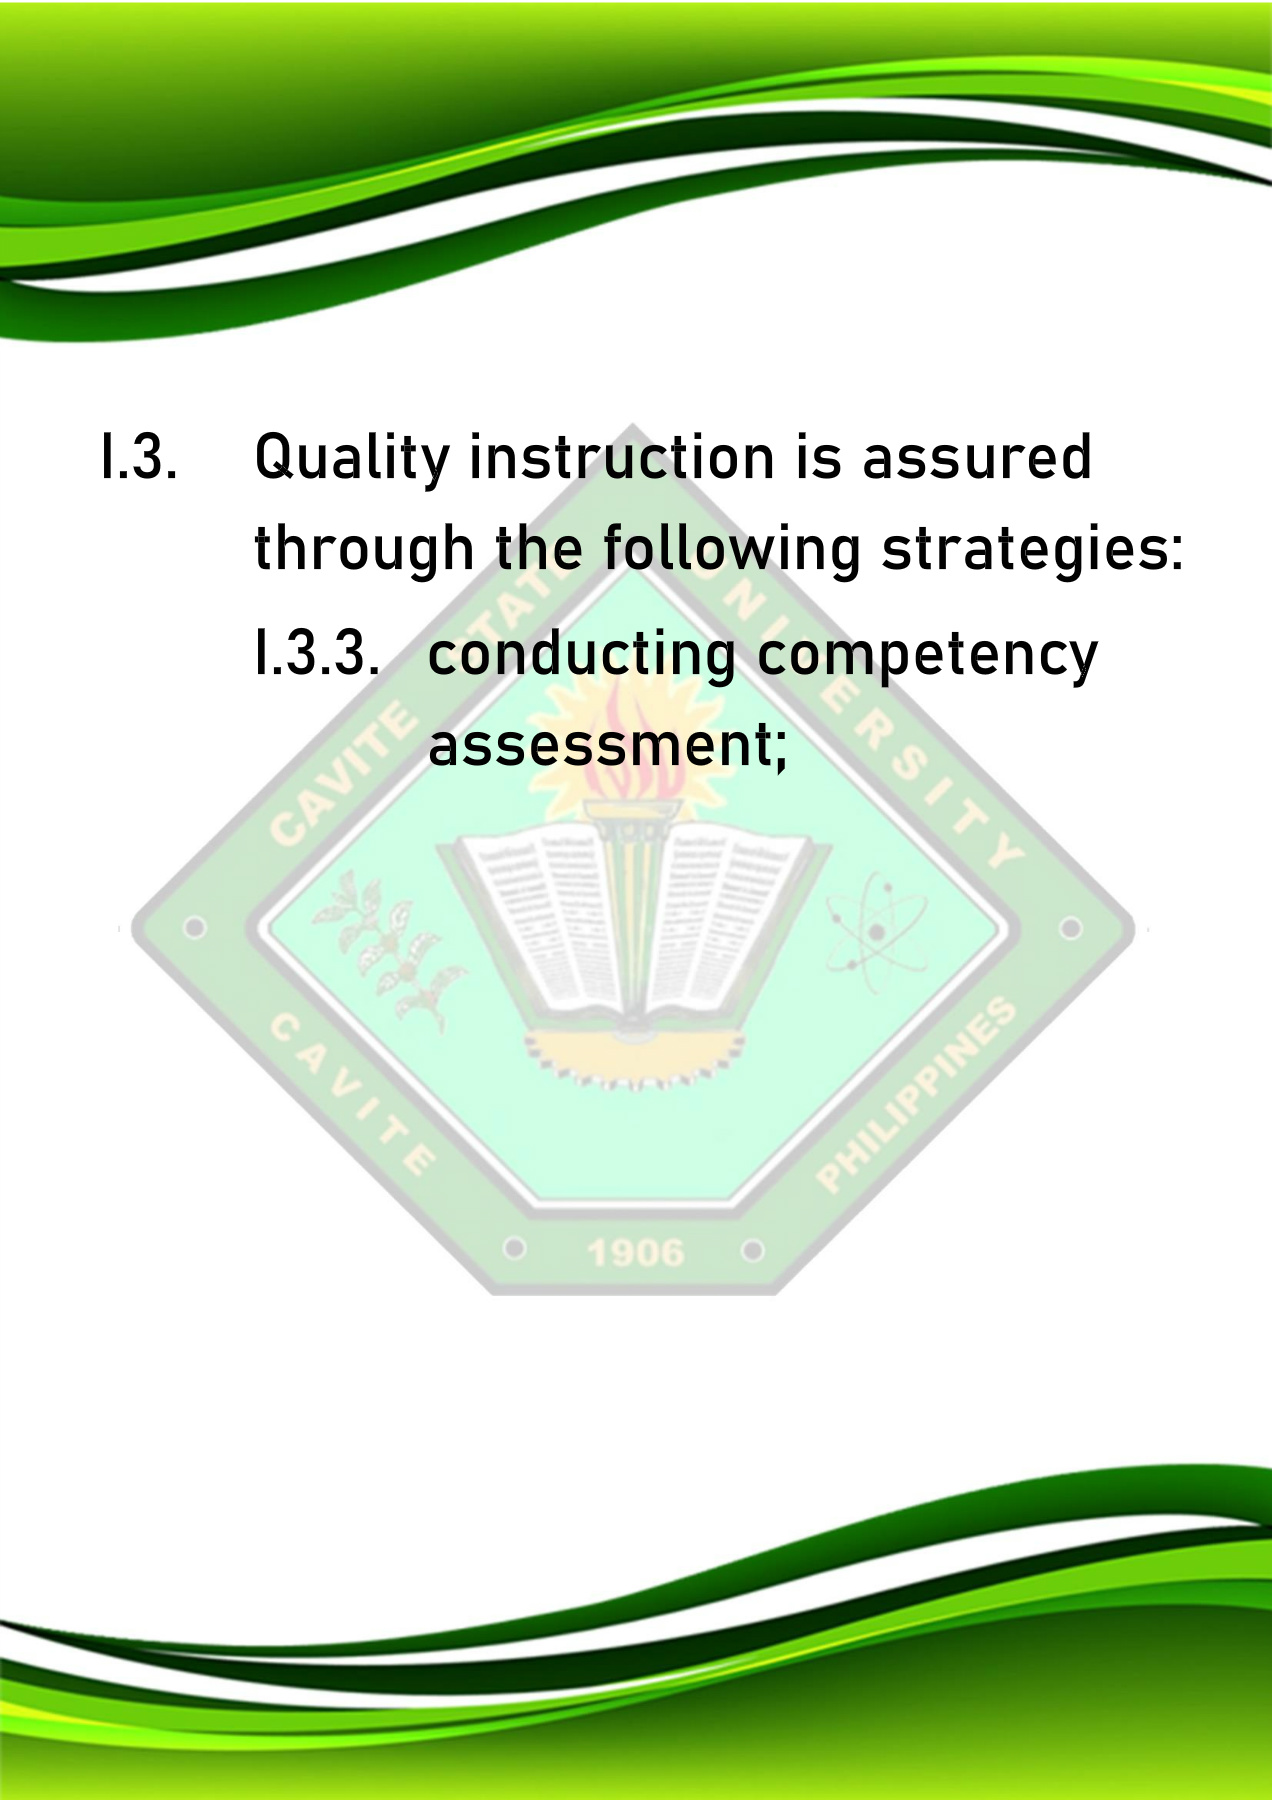 I.3. Quality instruction is assured
through the following strategies:
I.3.3. conducting competency
assessment;
CAVITE STATE UNIVERSITY
CAVITE
PHILIPPINES
1906